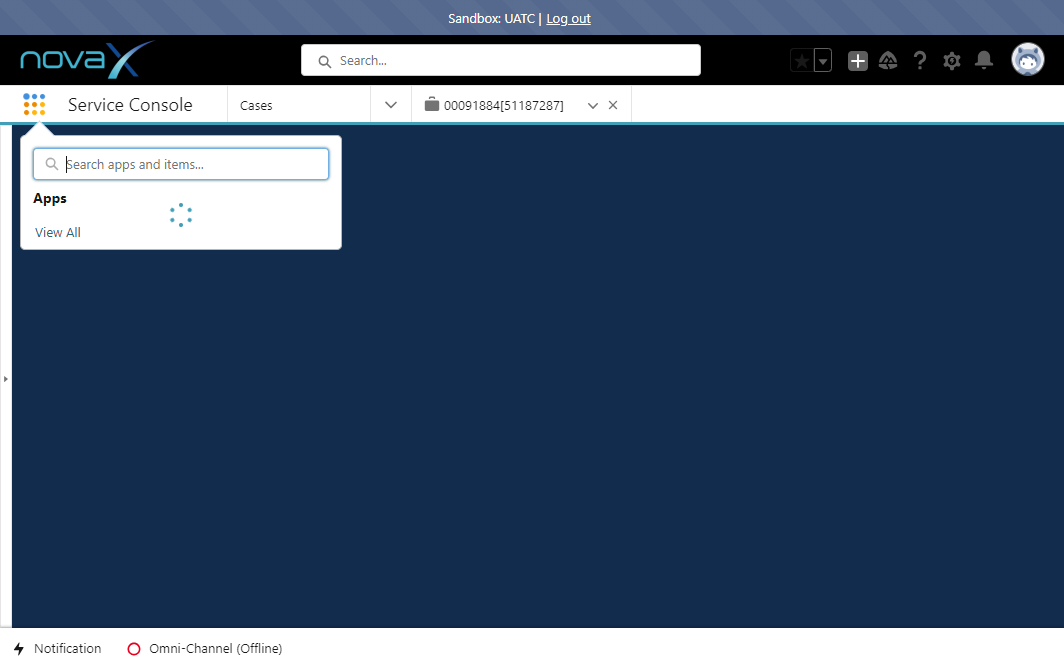 Sandbox: UATC | Log out
novaX
Search...
Service Console
Cases
00091884[51187287]
Search apps and items...
Apps
View All
Notification
Omni-Channel (Offline)